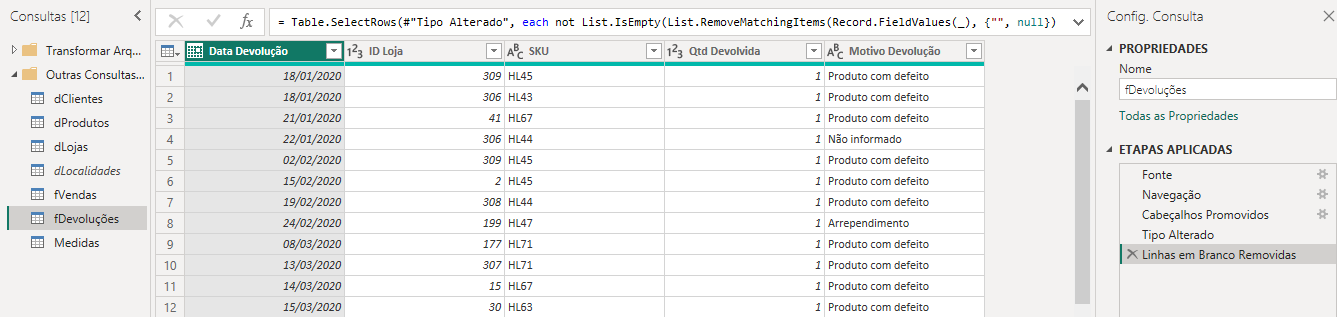 Consultas [12]
Transformar Arq...
Outras Consultas...
dClientes
dProdutos
dLojas
dLocalidades
fVendas
fDevoluções
Medidas
fx
= Table.SelectRows(#"Tipo Alterado", each not List.IsEmpty(List.RemoveMatchingItems(Record.FieldValues(_), {"", null})
Data Devolução 123 ID Loja ABC SKU 123 Qtd Devolvida ABC Motivo Devolução
1 18/01/2020 309 HL45 1 Produto com defeito
2 18/01/2020 306 HL43 1 Produto com defeito
3 21/01/2020 41 HL67 1 Produto com defeito
4 22/01/2020 306 HL44 1 Não informado
5 02/02/2020 309 HL45 1 Produto com defeito
6 15/02/2020 2 HL45 1 Produto com defeito
7 19/02/2020 308 HL44 1 Produto com defeito
8 24/02/2020 199 HL47 1 Arrependimento
9 08/03/2020 177 HL71 1 Produto com defeito
10 13/03/2020 307 HL71 1 Produto com defeito
11 14/03/2020 15 HL67 1 Produto com defeito
12 15/03/2020 30 HL63 1 Produto com defeito
Config. Consulta
PROPRIEDADES
Nome
fDevoluções
Todas as Propriedades
ETAPAS APLICADAS
Fonte
Navegação
Cabeçalhos Promovidos
Tipo Alterado
Linhas em Branco Removidas